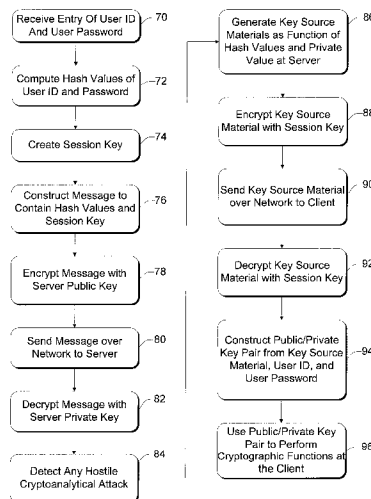 Receive Entry Of User ID
And User Password
70
Compute Hash Values of
User ID and Password
72
Create Session Key
74
Construct Message to
Contain Hash Values and
Session Key
76
Encrypt Message with
Server Public Key
78
Send Message over
Network to Server
80
Decrypt Message with
Server Private Key
82
Detect Any Hostile
Cryptoanalytical Attack
84
Generate Key Source
Materials as Function of
Hash Values and Private
Value at Server
86
Encrypt Key Source
Material with Session Key
88
Send Key Source Material
over Network to Client
90
Decrypt Key Source
Material with Session Key
92
Construct Public/Private
Key Pair from Key Source
Material, User ID, and
User Password
94
Use Public/Private Key
Pair to Perform
Cryptographic Functions at
the Client
96